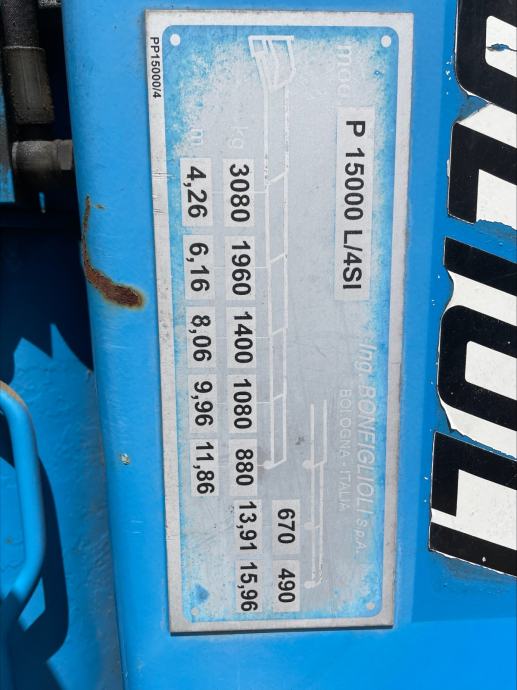 mod. P 15000 L/4SI
Ing. BONFIGLIOLI S.p.A.
BOLOGNA - ITALIA
670 490
kg 3080 1960 1400 1080 880 13,91 15,96
m 4,26 6,16 8,06 9,96 11,86
PP15000/4